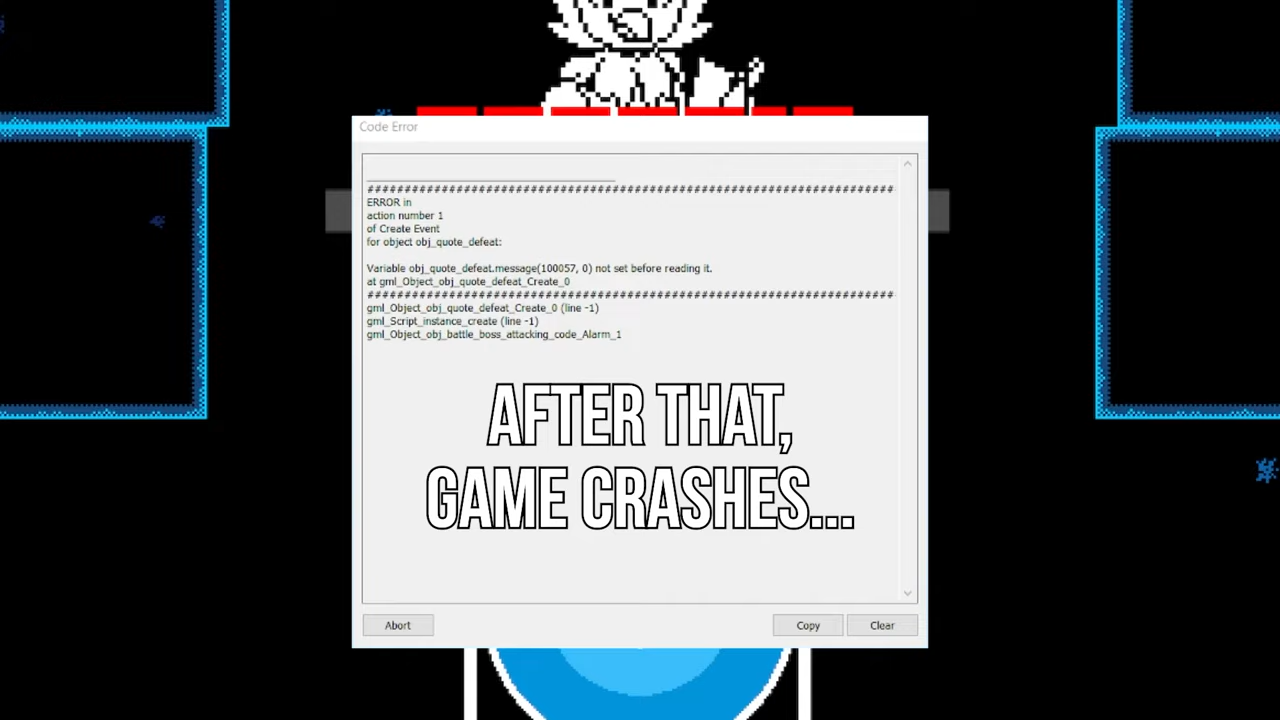 Code Error
################################################################################
ERROR in
action number 1
of Create Event
for object obj_quote_defeat:
Variable obj_quote_defeat.message(100057, 0) not set before reading it.
at gml_Object_obj_quote_defeat_Create_0
################################################################################
gml_Object_obj_quote_defeat_Create_0 (line -1)
gml_Script_instance_create (line -1)
gml_Object_obj_battle_boss_attacking_code_Alarm_1
AFTER THAT,
GAME CRASHES...
Abort
Copy
Clear